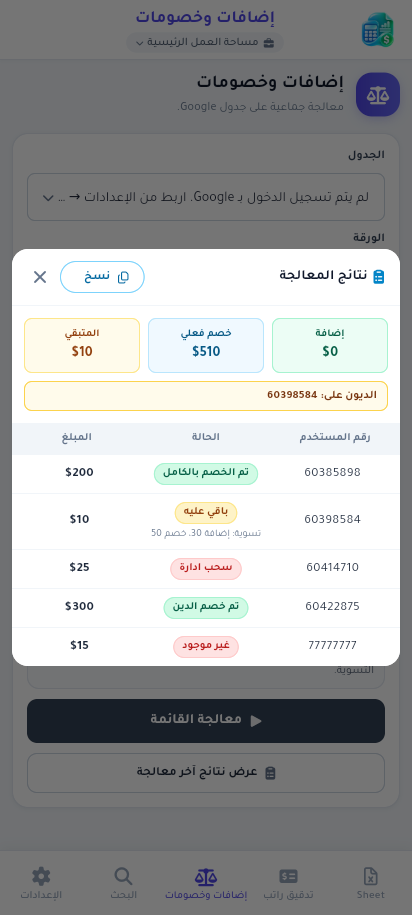 إضافات وخصومات
مساحة العمل الرئيسية
إضافات وخصومات
معالجة جماعية على جدول Google.
الجدول
لم يتم تسجيل الدخول بـ Google. اربط من الإعدادات → ...
الورقة
نتائج المعالجة
نسخ
إضافة
$0
خصم فعلي
$510
المتبقي
$10
الديون على: 60398584
رقم المستخدم الحالة المبلغ
60385898 تم الخصم بالكامل $200
60398584 باقي عليه $10
تسوية: إضافة 30، خصم 50
60414710 سحب ادارة $25
60422875 تم خصم الدين $300
77777777 غير موجود $15
التسوية.
معالجة القائمة
عرض نتائج آخر معالجة
Sheet
تدقيق راتب
إضافات وخصومات
البحث
الإعدادات